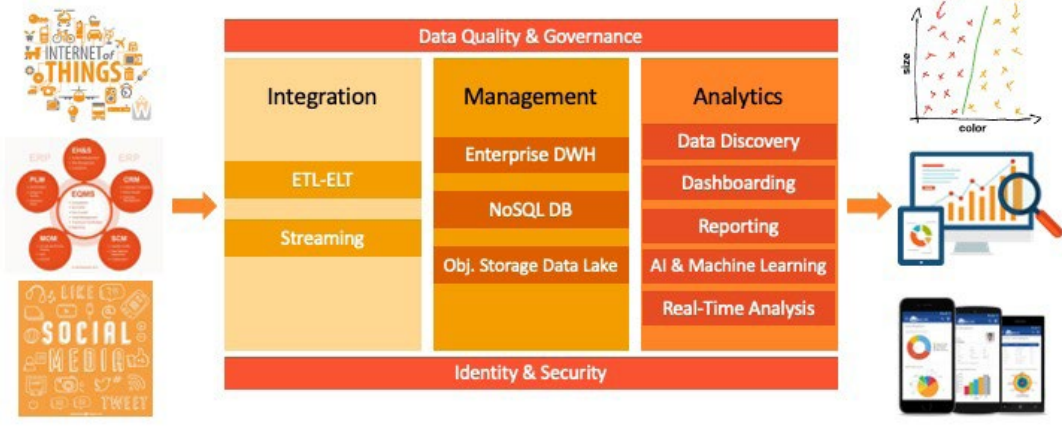 INTERNET of
THINGS
W
ERP
EH&S
ERP
PLM
CRM
EQMS
MOM
SCM
LIKE
SOCIAL
MEDIA
TWEET
Data Quality & Governance
Integration
ETL-ELT
Streaming
Management
Enterprise DWH
NoSQL DB
Obj. Storage Data Lake
Analytics
Data Discovery
Dashboarding
Reporting
AI & Machine Learning
Real-Time Analysis
Identity & Security
size
color